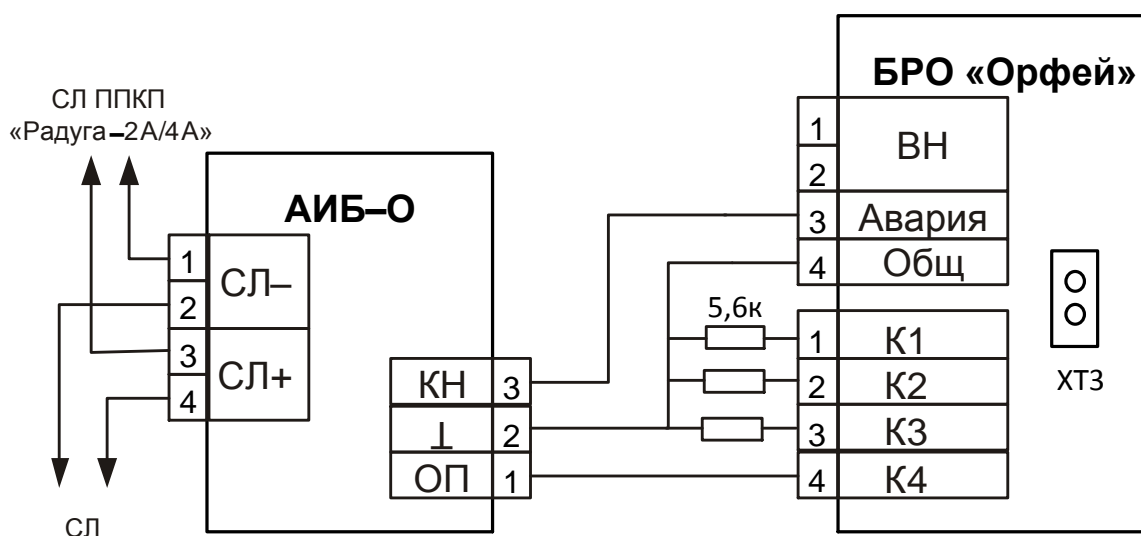 БРО «Орфей»
СЛ ППКП
«Радуга–2А/4А»
АИБ–О
1
2
3
4
СЛ–
СЛ+
КН 3
⊥ 2
ОП 1
СЛ
1
2
ВН
3 Авария
4 Общ
5,6к
1 К1
2 К2
3 К3
4 К4
ХТ3